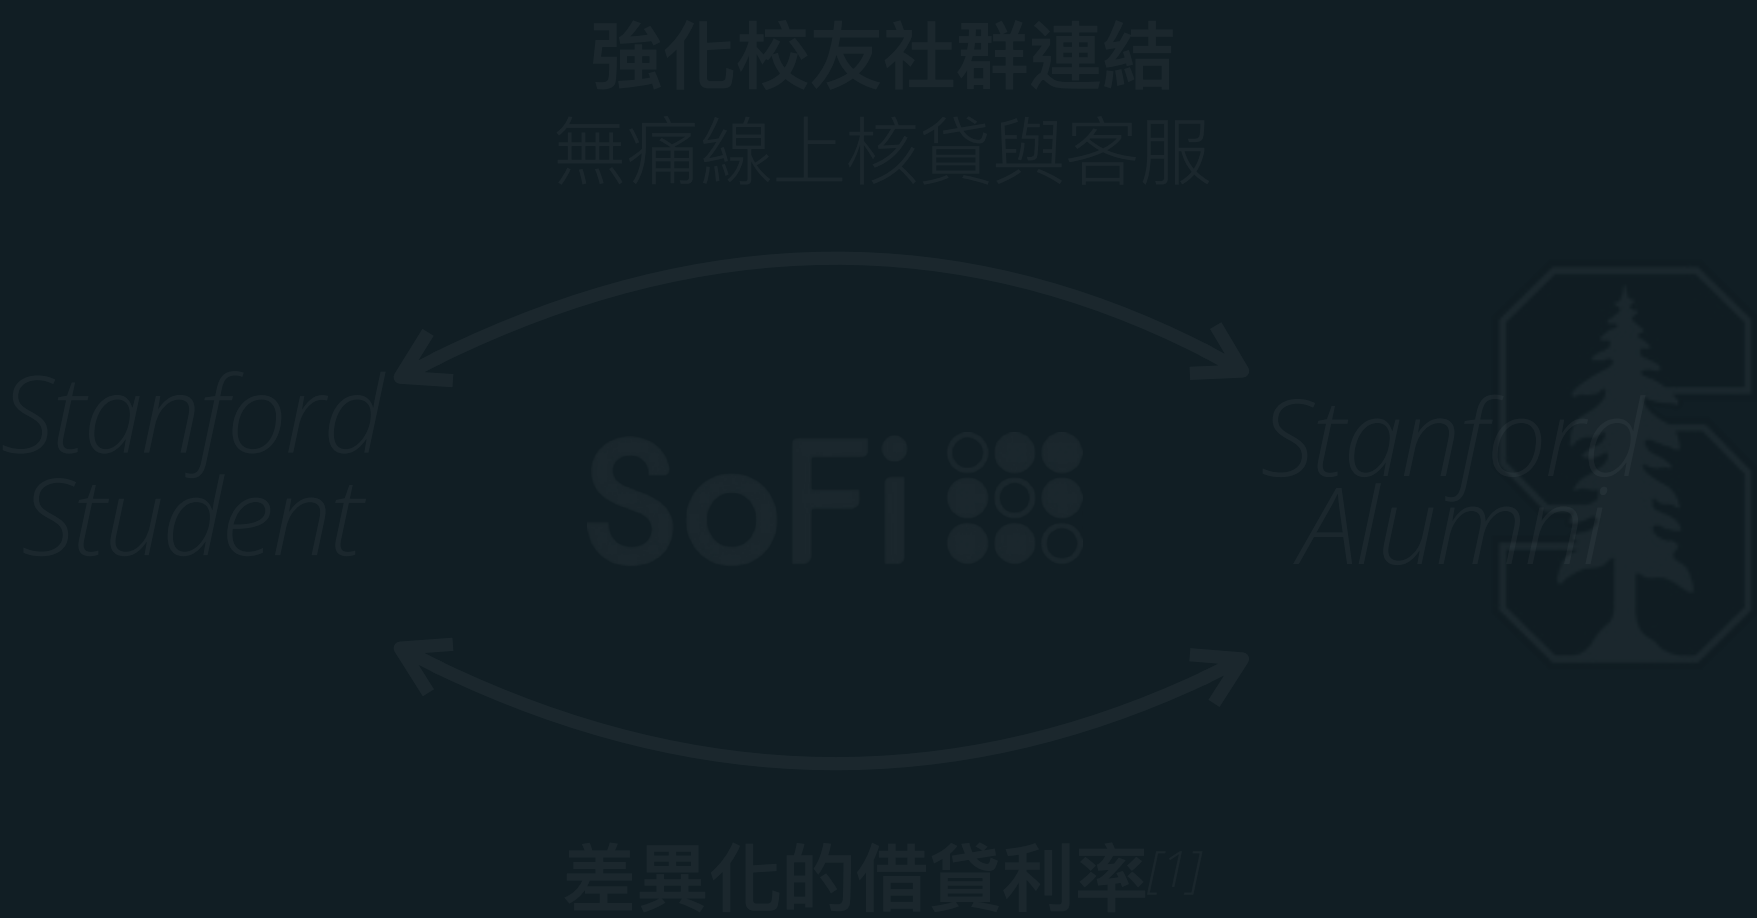 強化校友社群連結
無痛線上核貸與客服
Stanford
Student
SoFi
Stanford
Alumni
差異化的借貸利率[1]